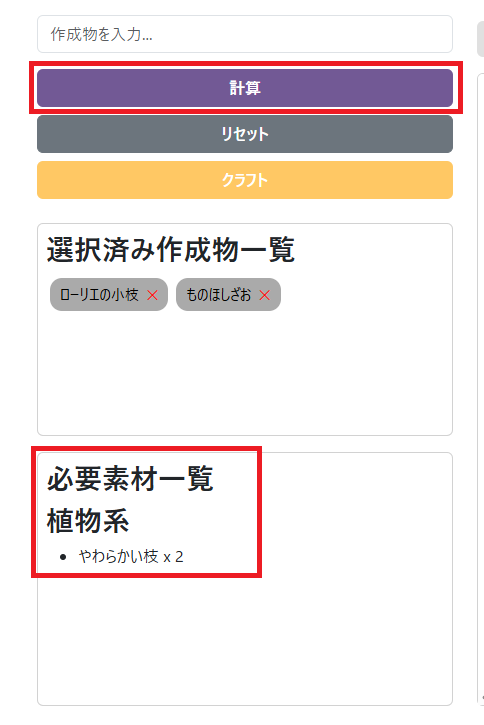 作成物を入力...
計算
リセット
クラフト
選択済み作成物一覧
ローリエの小枝 × ものほしざお ×
必要素材一覧
植物系
• やわらかい枝 x 2